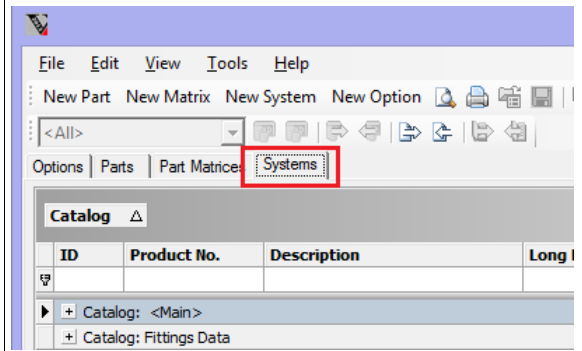 File Edit View Tools Help
New Part New Matrix New System New Option
<All>
Options Parts Part Matrices Systems
Catalog
ID Product No. Description Long
Catalog: <Main>
Catalog: Fittings Data